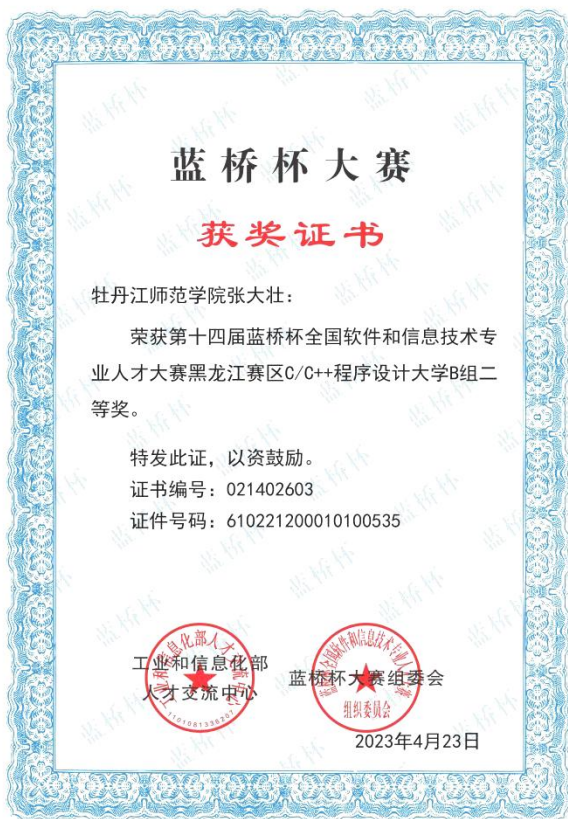 蓝桥杯大赛
获奖证书
牡丹江师范学院张大壮：
荣获第十四届蓝桥杯全国软件和信息技术专
业人才大赛黑龙江赛区C/C++程序设计大学B组二
等奖。
特发此证，以资鼓励。
证书编号：021402603
证件号码：610221200010100535
工业和信息化部
人才交流中心
蓝桥杯大赛组委会
组织委员会
2023年4月23日